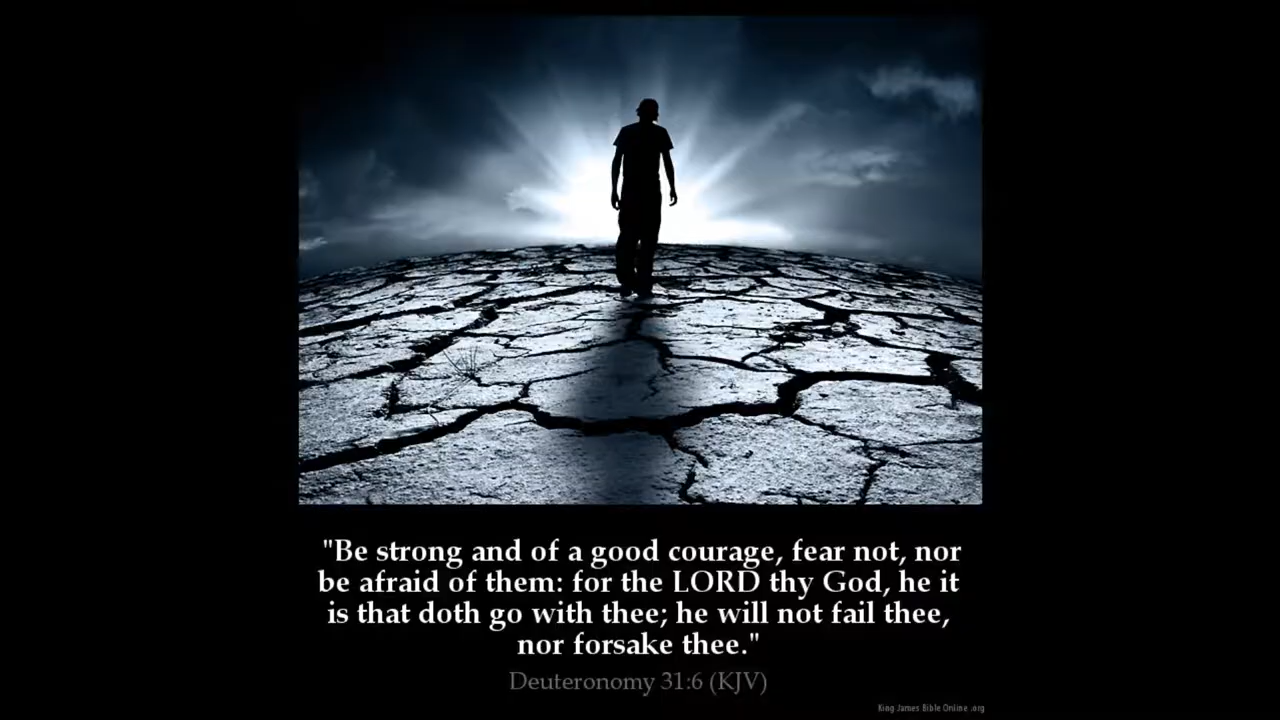 "Be strong and of a good courage, fear not, nor
be afraid of them: for the LORD thy God, he it
is that doth go with thee; he will not fail thee,
nor forsake thee."
Deuteronomy 31:6 (KJV)
King James Bible Online .org